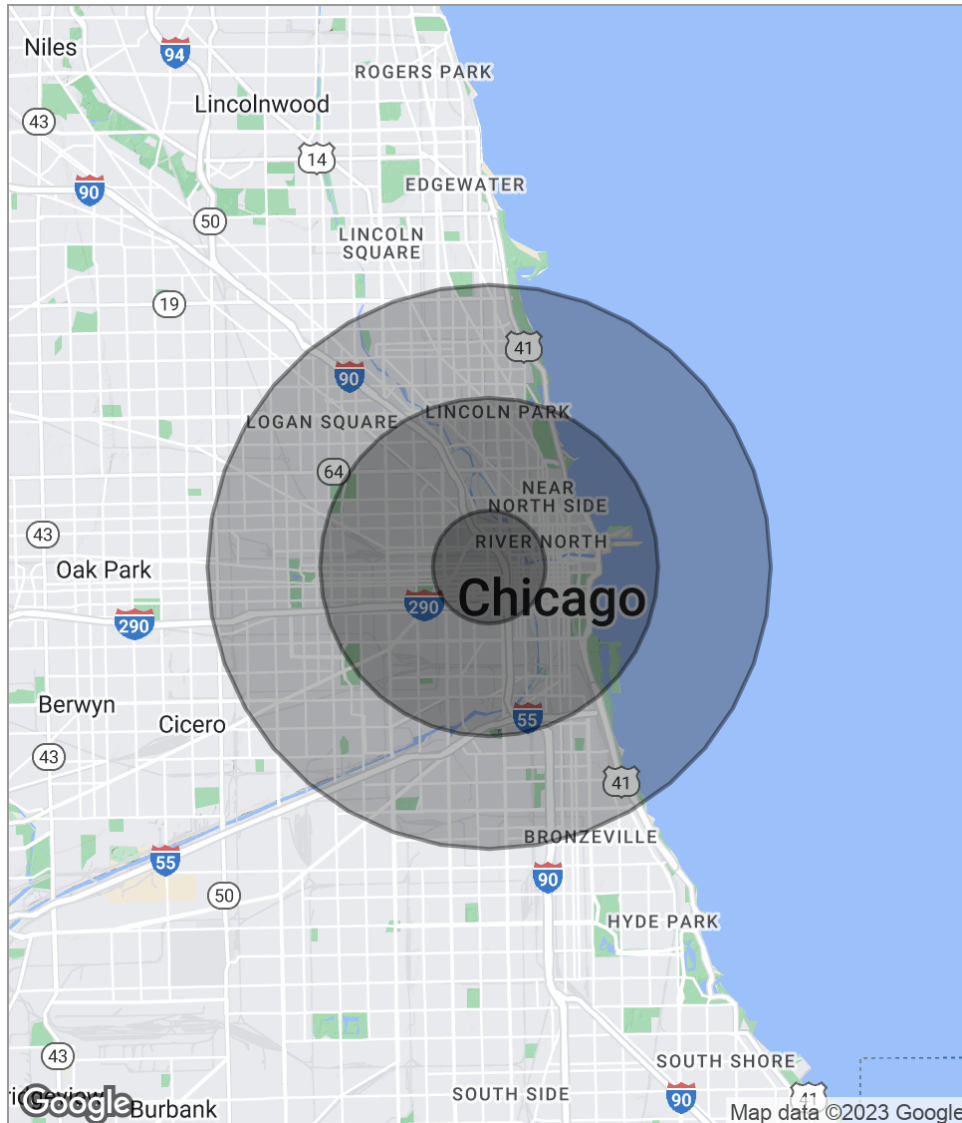 Niles
94
ROGERS PARK
Lincolnwood
43
14
90
EDGEWATER
50
LINCOLN
SQUARE
19
41
90
LOGAN SQUARE
LINCOLN PARK
64
NEAR
NORTH SIDE
43
RIVER NORTH
Oak Park
Chicago
290
290
Berwyn
Cicero
55
43
41
BRONZEVILLE
55
90
50
HYDE PARK
43
SOUTH SHORE
SOUTH SIDE
90
41
ridgeview
Google
Burbank
Map data ©2023 Google